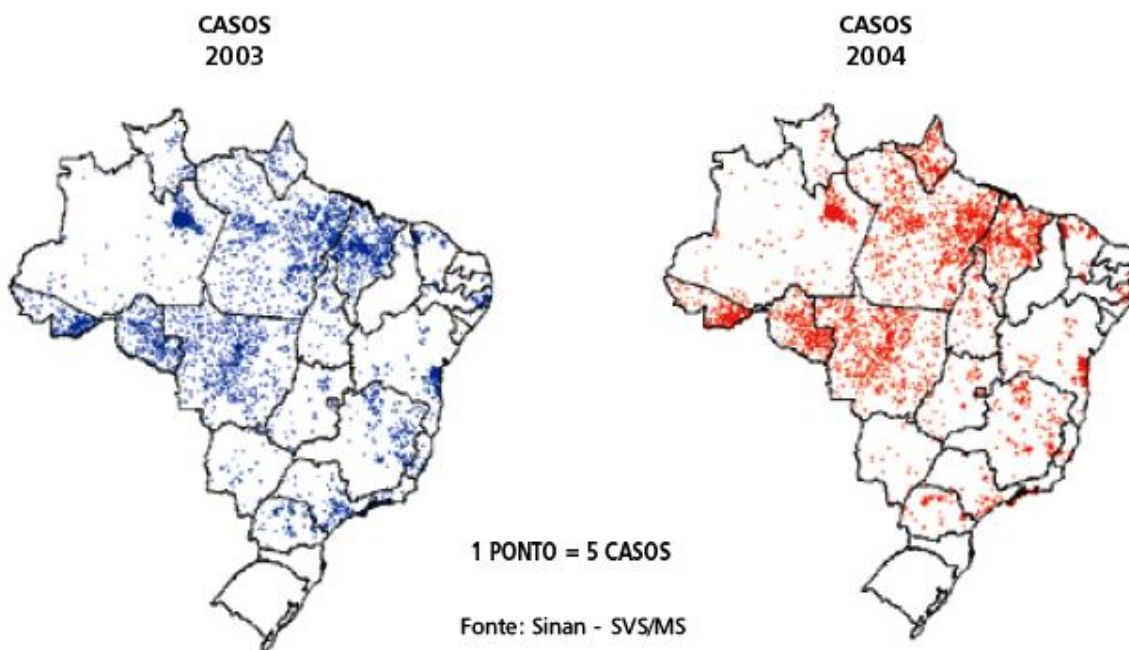 CASOS
2003
CASOS
2004
1 PONTO = 5 CASOS
Fonte: Sinan - SVS/MS